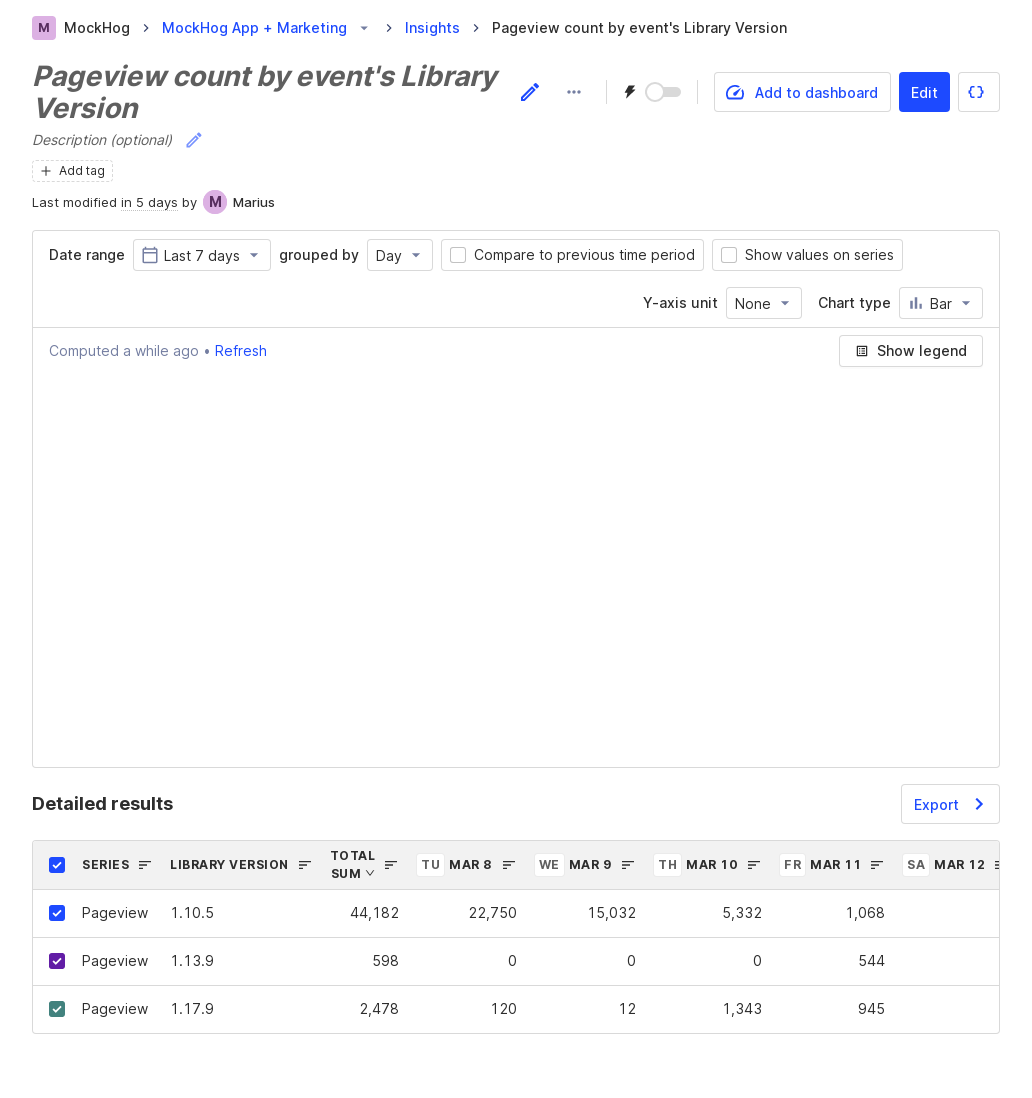 M MockHog MockHog App + Marketing Insights Pageview count by event's Library Version
Pageview count by event's Library
Version
Add to dashboard Edit
Description (optional)
Add tag
Last modified in 5 days by M Marius
Date range Last 7 days grouped by Day Compare to previous time period Show values on series
Y-axis unit None Chart type Bar
Computed a while ago • Refresh Show legend
Detailed results Export
SERIES LIBRARY VERSION TOTAL SUM TU MAR 8 WE MAR 9 TH MAR 10 FR MAR 11 SA MAR 12
Pageview 1.10.5 44,182 22,750 15,032 5,332 1,068
Pageview 1.13.9 598 0 0 0 544
Pageview 1.17.9 2,478 120 12 1,343 945